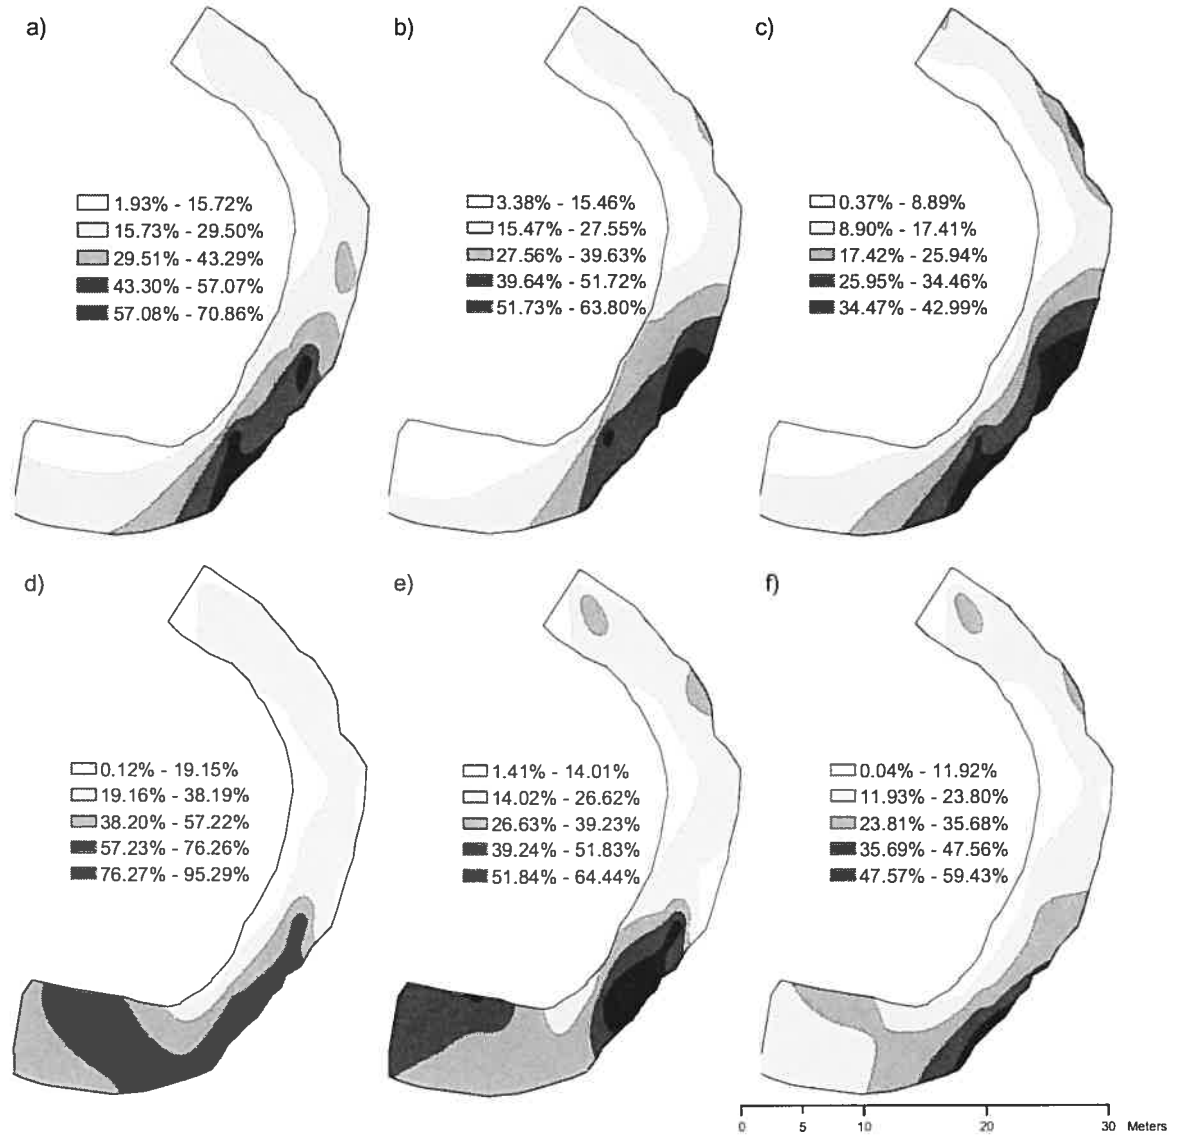 a)
1.93% - 15.72%
15.73% - 29.50%
29.51% - 43.29%
43.30% - 57.07%
57.08% - 70.86%
b)
3.38% - 15.46%
15.47% - 27.55%
27.56% - 39.63%
39.64% - 51.72%
51.73% - 63.80%
c)
0.37% - 8.89%
8.90% - 17.41%
17.42% - 25.94%
25.95% - 34.46%
34.47% - 42.99%
d)
0.12% - 19.15%
19.16% - 38.19%
38.20% - 57.22%
57.23% - 76.26%
76.27% - 95.29%
e)
1.41% - 14.01%
14.02% - 26.62%
26.63% - 39.23%
39.24% - 51.83%
51.84% - 64.44%
f)
0.04% - 11.92%
11.93% - 23.80%
23.81% - 35.68%
35.69% - 47.56%
47.57% - 59.43%
0 5 10 20 30 Meters